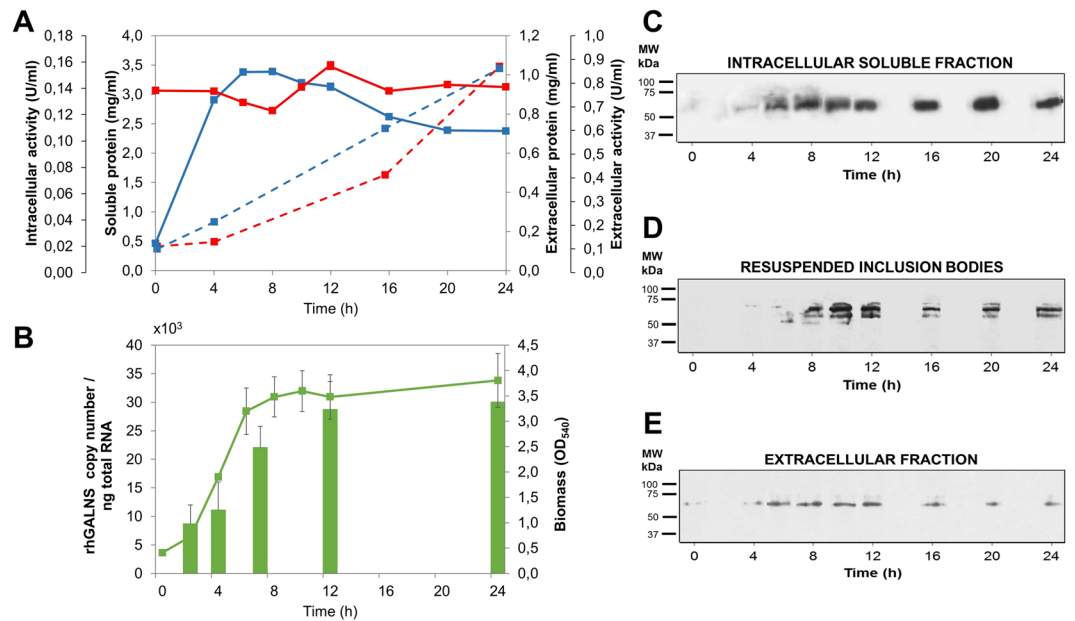 A
Intracellular activity (U/ml)
0,18
0,16
0,14
0,12
0,10
0,08
0,06
0,04
0,02
0,00
Soluble protein (mg/ml)
4,0
3,5
3,0
2,5
2,0
1,5
1,0
0,5
0,0
1,2
1,0
0,8
0,6
0,4
0,2
0,0
Extracellular protein (mg/ml)
1,0
0,9
0,8
0,7
0,6
0,5
0,4
0,3
0,2
0,1
0,0
Extracellular activity (U/ml)
0 4 8 12 16 20 24
Time (h)
B
x10³
rhGALNS copy number /
ng total RNA
40
35
30
25
20
15
10
5
0
4,5
4,0
3,5
3,0
2,5
2,0
1,5
1,0
0,5
0,0
Biomass (OD540)
0 4 8 12 16 20 24
Time (h)
C
MW
kDa
INTRACELLULAR SOLUBLE FRACTION
100
75
50
37
0 4 8 12 16 20 24
Time (h)
D
MW
kDa
RESUSPENDED INCLUSION BODIES
100
75
50
37
0 4 8 12 16 20 24
Time (h)
E
MW
kDa
EXTRACELLULAR FRACTION
100
75
50
37
0 4 8 12 16 20 24
Time (h)